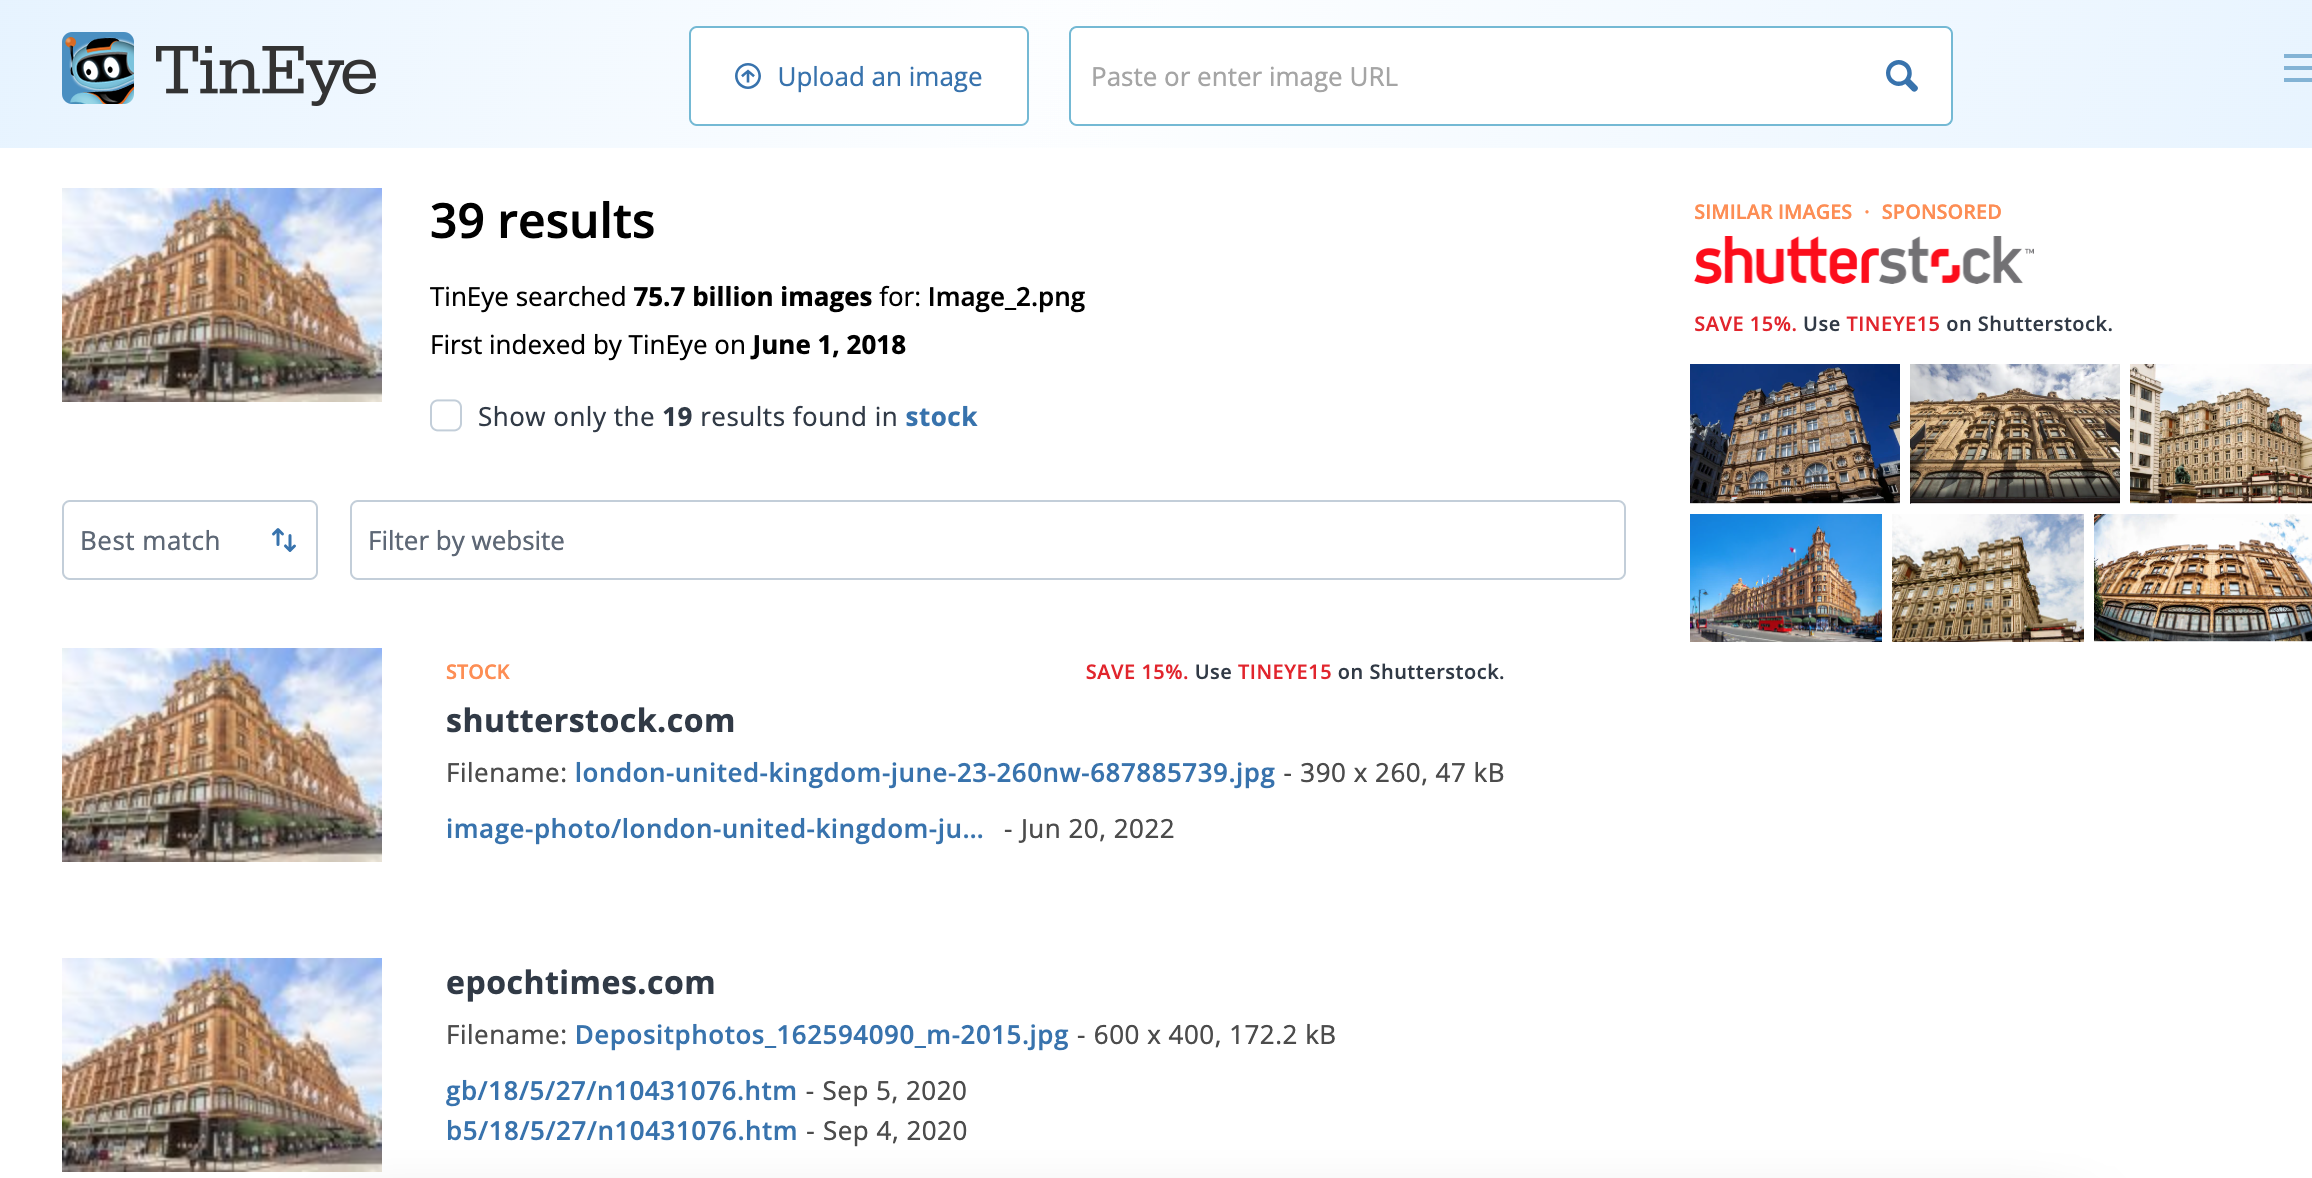 TinEye
Upload an image
Paste or enter image URL
39 results
TinEye searched 75.7 billion images for: Image_2.png
First indexed by TinEye on June 1, 2018
Show only the 19 results found in stock
SIMILAR IMAGES · SPONSORED
shutterstock™
SAVE 15%. Use TINEYE15 on Shutterstock.
Best match
Filter by website
STOCK
SAVE 15%. Use TINEYE15 on Shutterstock.
shutterstock.com
Filename: london-united-kingdom-june-23-260nw-687885739.jpg - 390 x 260, 47 kB
image-photo/london-united-kingdom-ju... - Jun 20, 2022
epochtimes.com
Filename: Depositphotos_162594090_m-2015.jpg - 600 x 400, 172.2 kB
gb/18/5/27/n10431076.htm - Sep 5, 2020
b5/18/5/27/n10431076.htm - Sep 4, 2020